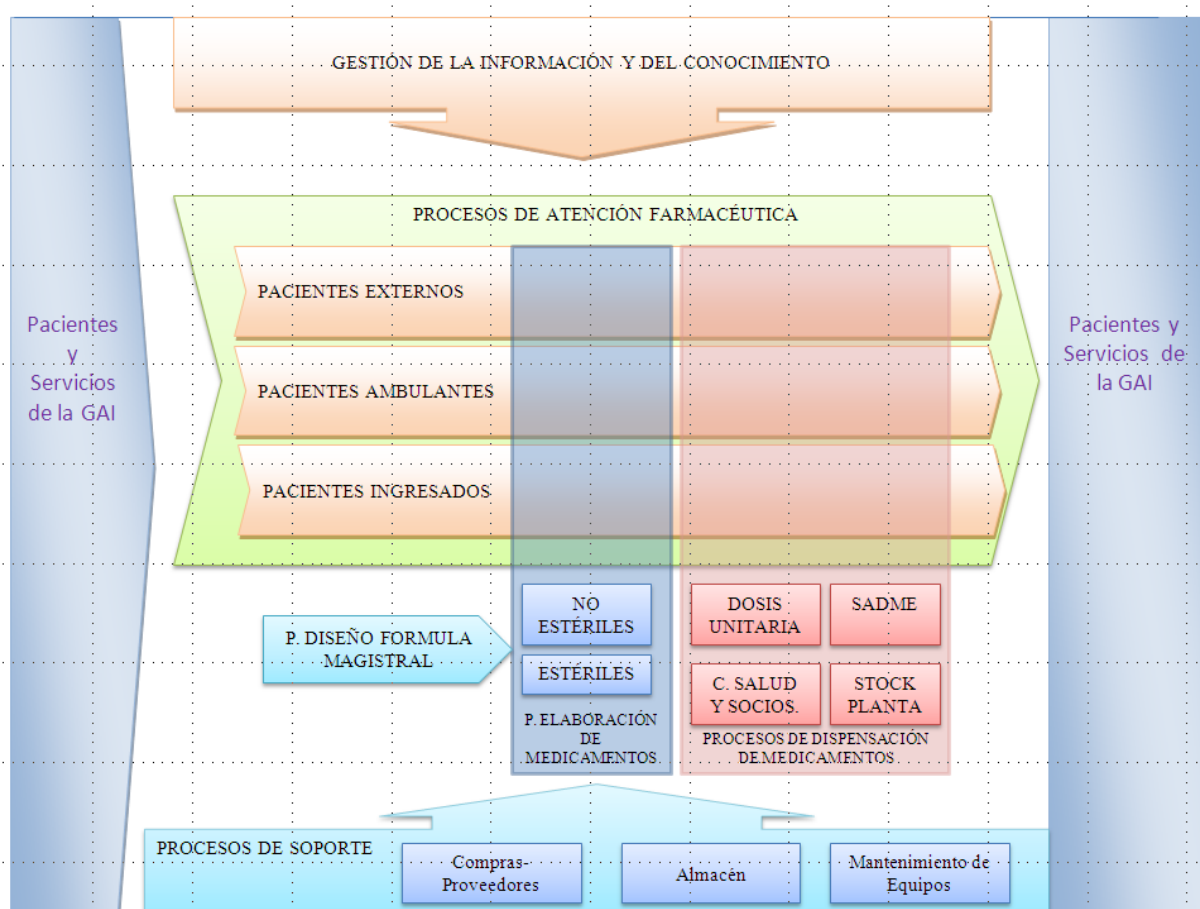 GESTIÓN DE LA INFORMACIÓN Y DEL CONOCIMIENTO
PROCESOS DE ATENCIÓN FARMACÉUTICA
PACIENTES EXTERNOS
Pacientes
y
Servicios
de la GAI
Pacientes y
Servicios de
la GAI
PACIENTES AMBULANTES
PACIENTES INGRESADOS
P. DISEÑO FORMULA
MAGISTRAL
NO
ESTÉRILES
ESTÉRILES
P. ELABORACIÓN
DE
MEDICAMENTOS
DOSIS
UNITARIA
SADME
C. SALUD
Y SOCIOS.
STOCK
PLANTA
PROCESOS DE DISPENSACIÓN
DE MEDICAMENTOS
PROCESOS DE SOPORTE
Compras-
Proveedores
Almacén
Mantenimiento de
Equipos